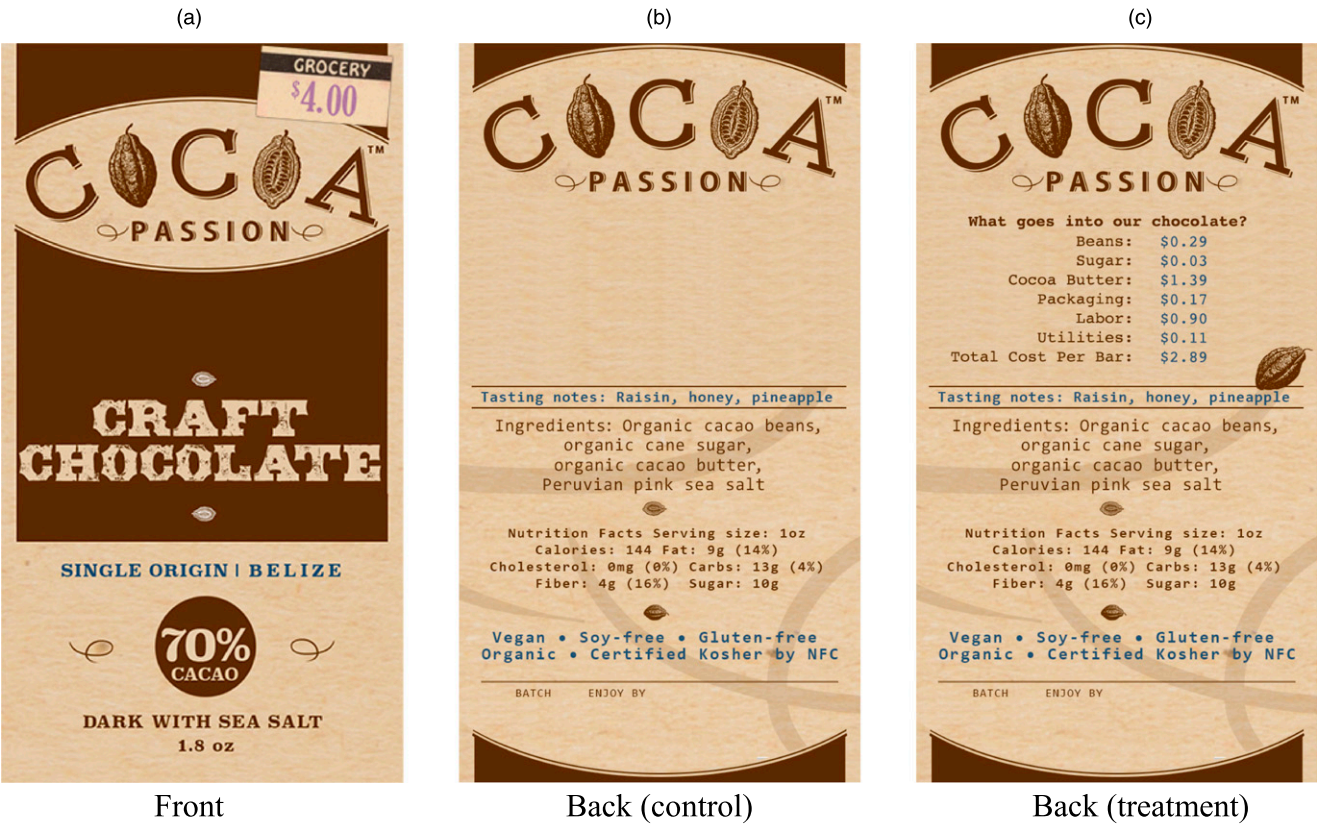 (a)
GROCERY
$4.00
COCOA™
PASSION
CRAFT
CHOCOLATE
SINGLE ORIGIN | BELIZE
70%
CACAO
DARK WITH SEA SALT
1.8 oz
Front
(b)
COCOA™
PASSION
Tasting notes: Raisin, honey, pineapple
Ingredients: Organic cacao beans,
organic cane sugar,
organic cacao butter,
Peruvian pink sea salt
Nutrition Facts Serving size: 1oz
Calories: 144 Fat: 9g (14%)
Cholesterol: 0mg (0%) Carbs: 13g (4%)
Fiber: 4g (16%) Sugar: 10g
Vegan • Soy-free • Gluten-free
Organic • Certified Kosher by NFC
BATCH ENJOY BY
Back (control)
(c)
COCOA™
PASSION
What goes into our chocolate?
Beans: $0.29
Sugar: $0.03
Cocoa Butter: $1.39
Packaging: $0.17
Labor: $0.90
Utilities: $0.11
Total Cost Per Bar: $2.89
Tasting notes: Raisin, honey, pineapple
Ingredients: Organic cacao beans,
organic cane sugar,
organic cacao butter,
Peruvian pink sea salt
Nutrition Facts Serving size: 1oz
Calories: 144 Fat: 9g (14%)
Cholesterol: 0mg (0%) Carbs: 13g (4%)
Fiber: 4g (16%) Sugar: 10g
Vegan • Soy-free • Gluten-free
Organic • Certified Kosher by NFC
BATCH ENJOY BY
Back (treatment)